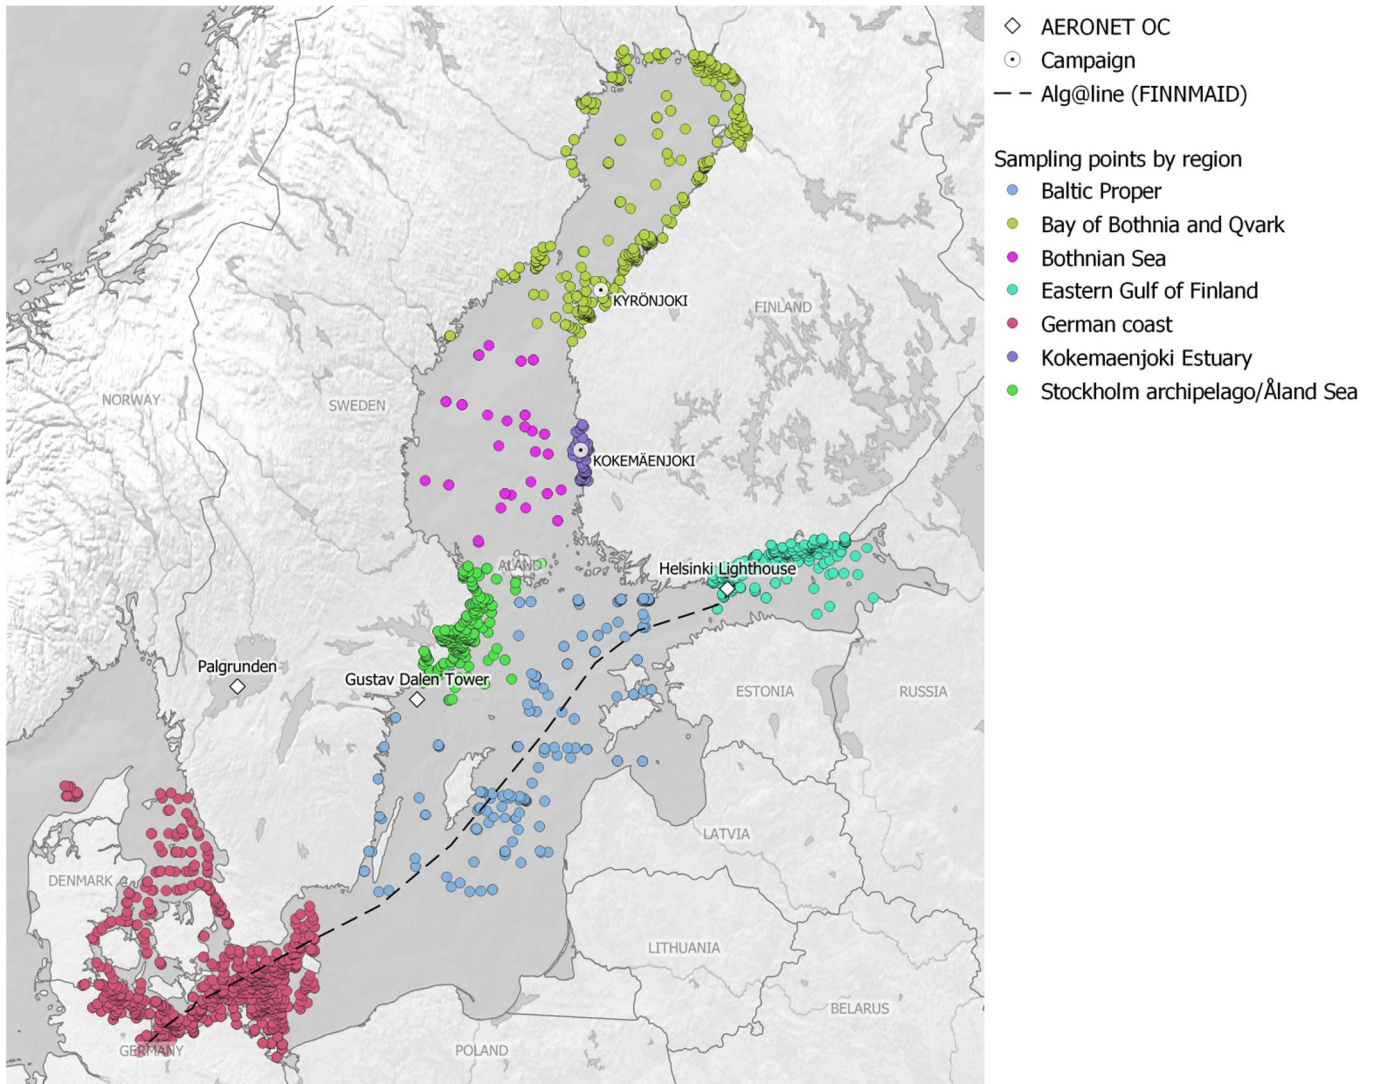 AERONET OC
Campaign
Alg@line (FINNMAID)
Sampling points by region
Baltic Proper
Bay of Bothnia and Qvark
Bothnian Sea
Eastern Gulf of Finland
German coast
Kokemaenjoki Estuary
Stockholm archipelago/Åland Sea
KYRÖNJOKI
FINLAND
NORWAY
SWEDEN
KOKEMÄENJOKI
ÅLAND
Helsinki Lighthouse
Palgrunden
Gustav Dalen Tower
ESTONIA
RUSSIA
LATVIA
DENMARK
LITHUANIA
BELARUS
GERMANY
POLAND